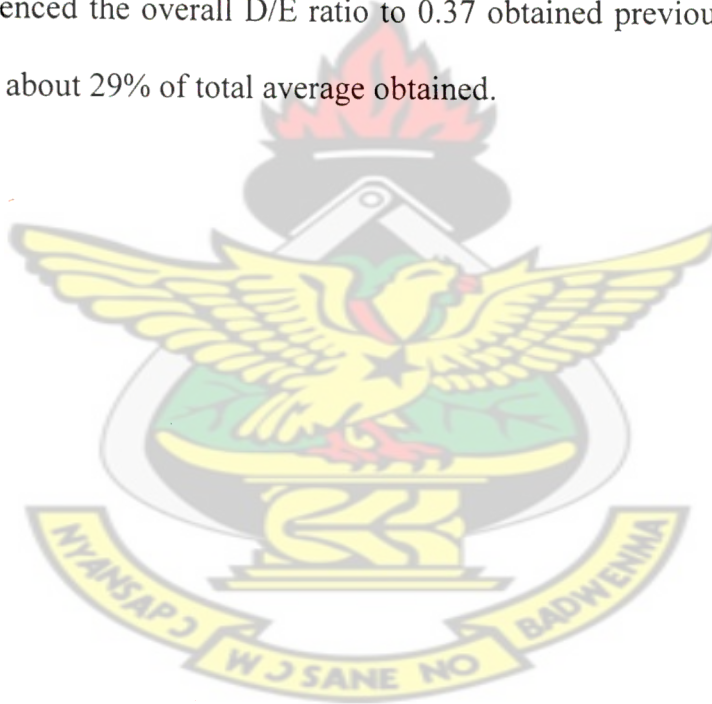 enced the overall D/E ratio to 0.37 obtained previou
about 29% of total average obtained.
NYANSAPƆ WƆSANE NO BADWENMA